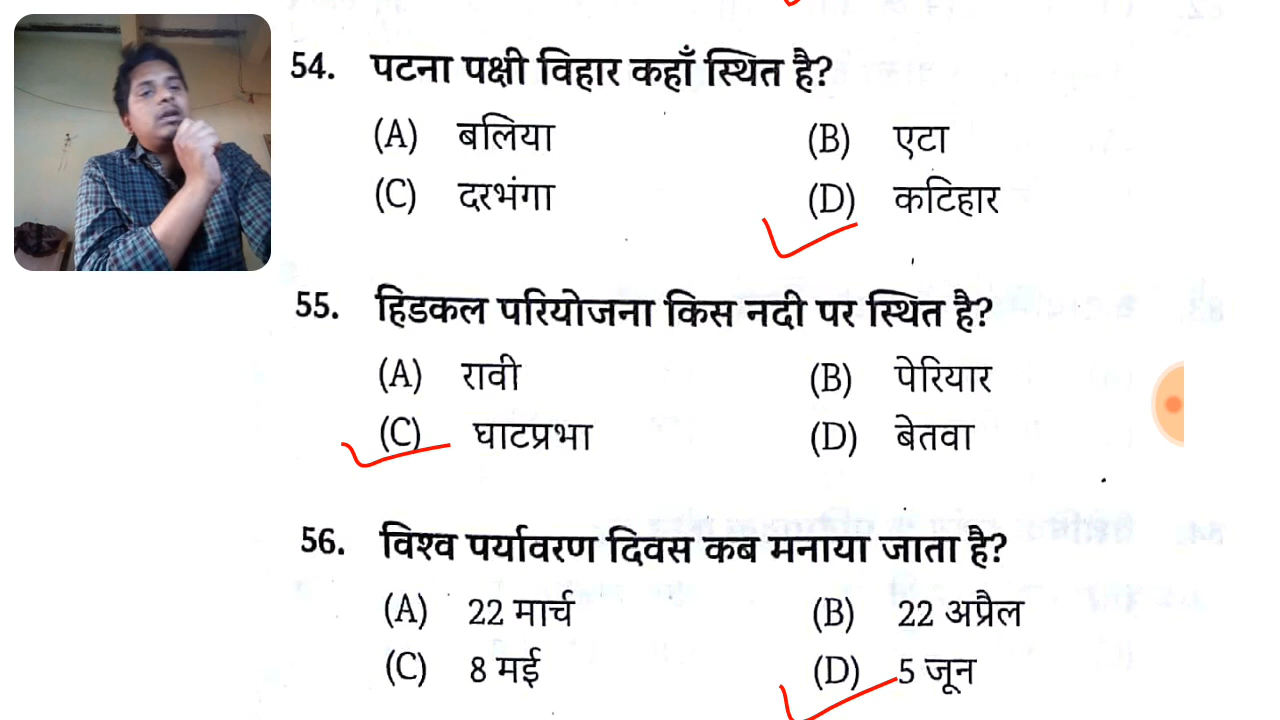 54. पटना पक्षी विहार कहाँ स्थित है?
(A) बलिया (B) एटा
(C) दरभंगा (D) कटिहार
55. हिडकल परियोजना किस नदी पर स्थित है?
(A) रावी (B) पेरियार
(C) घाटप्रभा (D) बेतवा
56. विश्व पर्यावरण दिवस कब मनाया जाता है?
(A) 22 मार्च (B) 22 अप्रैल
(C) 8 मई (D) 5 जून